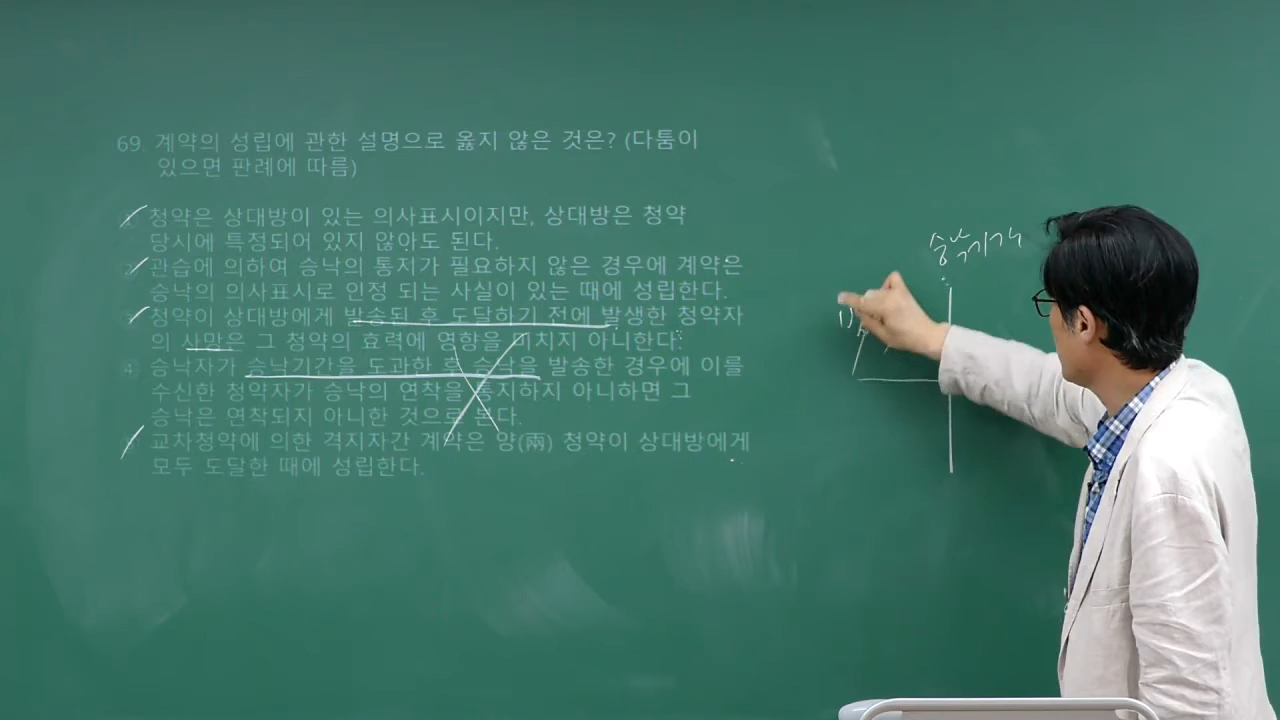 69. 계약의 성립에 관한 설명으로 옳지 않은 것은? (다툼이
있으면 판례에 따름)
① 청약은 상대방이 있는 의사표시이지만, 상대방은 청약
당시에 특정되어 있지 않아도 된다.
② 관습에 의하여 승낙의 통지가 필요하지 않은 경우에 계약은
승낙의 의사표시로 인정 되는 사실이 있는 때에 성립한다.
③ 청약이 상대방에게 발송된 후 도달하기 전에 발생한 청약자
의 사망은 그 청약의 효력에 영향을 미치지 아니한다.
④ 승낙자가 승낙기간을 도과한 후 승낙을 발송한 경우에 이를
수신한 청약자가 승낙의 연착을 통지하지 아니하면 그
승낙은 연착되지 아니한 것으로 본다.
⑤ 교차청약에 의한 격지자간 계약은 양(兩) 청약이 상대방에게
모두 도달한 때에 성립한다.
승낙기간